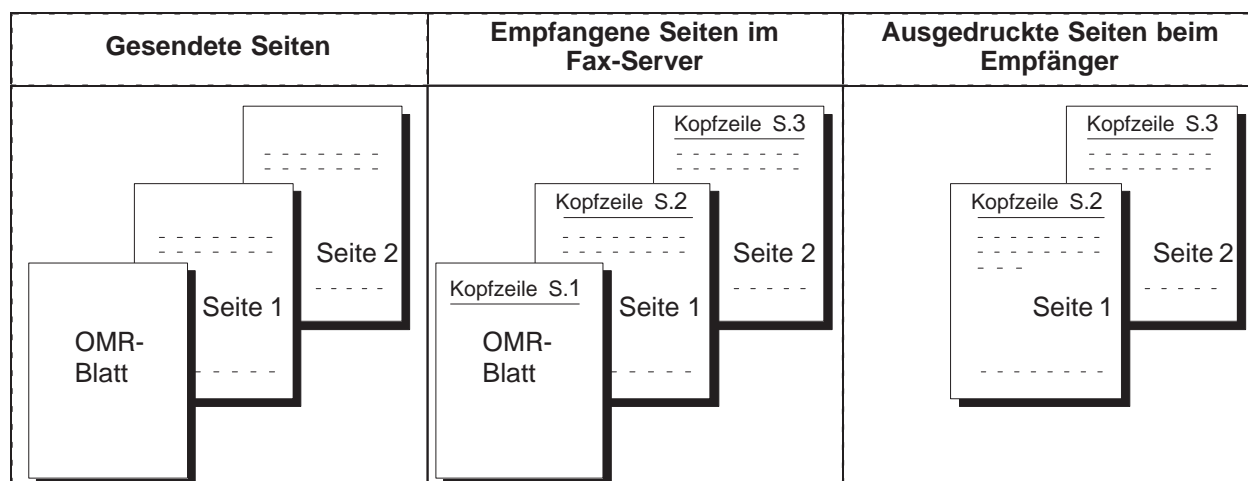 Gesendete Seiten
Empfangene Seiten im
Fax-Server
Ausgedruckte Seiten beim
Empfänger
Seite 2
Seite 1
OMR-
Blatt
Kopfzeile S.3
Seite 2
Kopfzeile S.2
Seite 1
Kopfzeile S.1
OMR-
Blatt
Kopfzeile S.3
Seite 2
Kopfzeile S.2
Seite 1